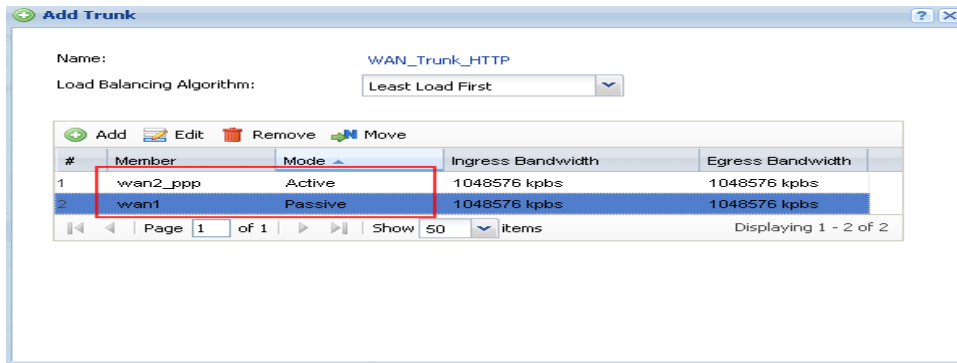 Add Trunk
Name: WAN_Trunk_HTTP
Load Balancing Algorithm: Least Load First
Add Edit Remove Move
# Member Mode Ingress Bandwidth Egress Bandwidth
1 wan2_ppp Active 1048576 kpbs 1048576 kpbs
2 wan1 Passive 1048576 kpbs 1048576 kpbs
Page 1 of 1 Show 50 items Displaying 1 - 2 of 2